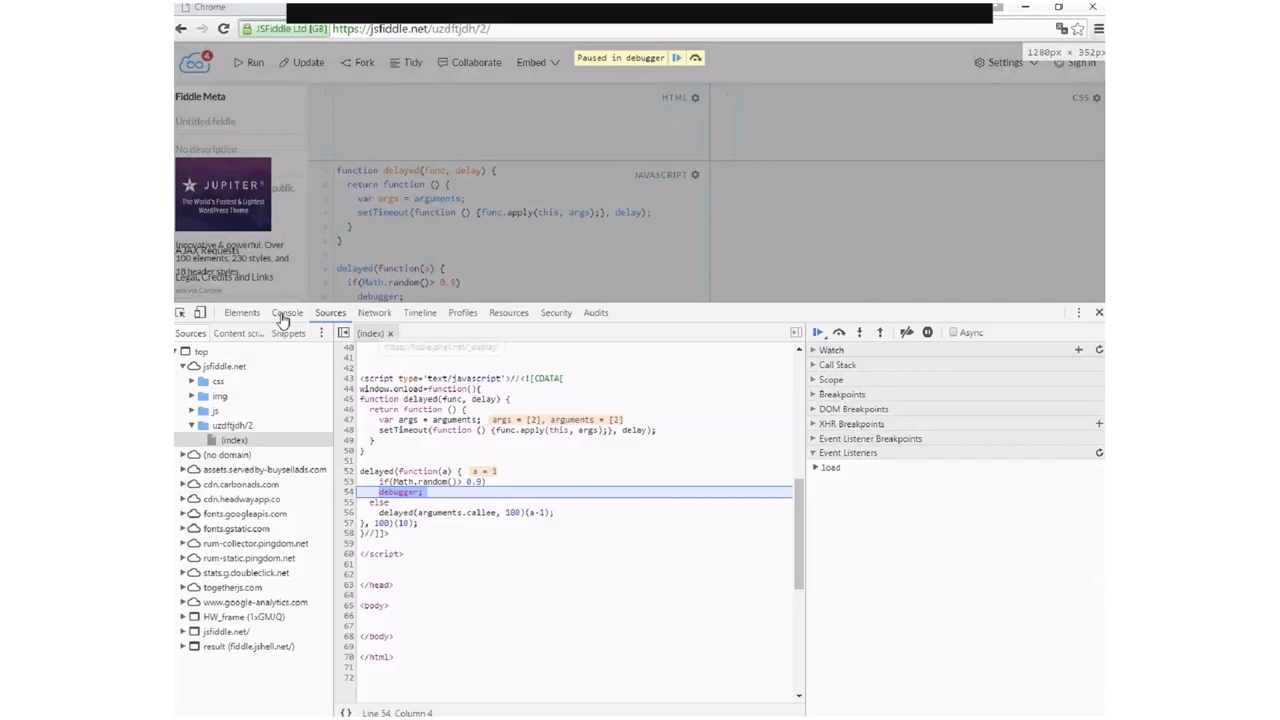 Chrome
JSFiddle Ltd [GB] https://jsfiddle.net/uzdftjdh/2/
1280px × 352px
4
Run Update Fork Tidy Collaborate Embed Paused in debugger Settings Sign in
Fiddle Meta
Untitled fiddle
No description
public.
JUPITER
The World's Fastest & Lightest
WordPress Theme
Innovative & powerful. Over
AJAX Requests
100 elements, 230 styles, and
18 header styles.
Legal, Credits and Links
ads via Carbon
HTML
CSS
JAVASCRIPT
function delayed(func, delay) {
return function () {
var args = arguments;
setTimeout(function () {func.apply(this, args);}, delay);
}
}
delayed(function(a) {
if(Math.random()> 0.9)
debugger;
Elements Console Sources Network Timeline Profiles Resources Security Audits
Sources Content scr... Snippets
top
jsfiddle.net
css
img
js
uzdftjdh/2
(index)
(no domain)
assets.servedby-buysellads.com
cdn.carbonads.com
cdn.headwayapp.co
fonts.googleapis.com
fonts.gstatic.com
rum-collector.pingdom.net
rum-static.pingdom.net
stats.g.doubleclick.net
togetherjs.com
www.google-analytics.com
HW_frame (1xGMJQ)
jsfiddle.net/
result (fiddle.jshell.net/)
(index) ×
https://fiddle.jshell.net/_display/
40
41
42
43 <script type='text/javascript'>//<![CDATA[
44 window.onload=function(){
45 function delayed(func, delay) {
46 return function () {
47 var args = arguments; args = [2], arguments = [2]
48 setTimeout(function () {func.apply(this, args);}, delay);
49 }
50 }
51
52 delayed(function(a) { a = 1
53 if(Math.random()> 0.9)
54 debugger;
55 else
56 delayed(arguments.callee, 100)(a-1);
57 }, 100)(10);
58 }//]]>
59
60 </script>
61
62
63 </head>
64
65 <body>
66
67
68 </body>
69
70 </html>
71
72
{} Line 54, Column 4
Async
Watch
Call Stack
Scope
Breakpoints
DOM Breakpoints
XHR Breakpoints
Event Listener Breakpoints
Event Listeners
load